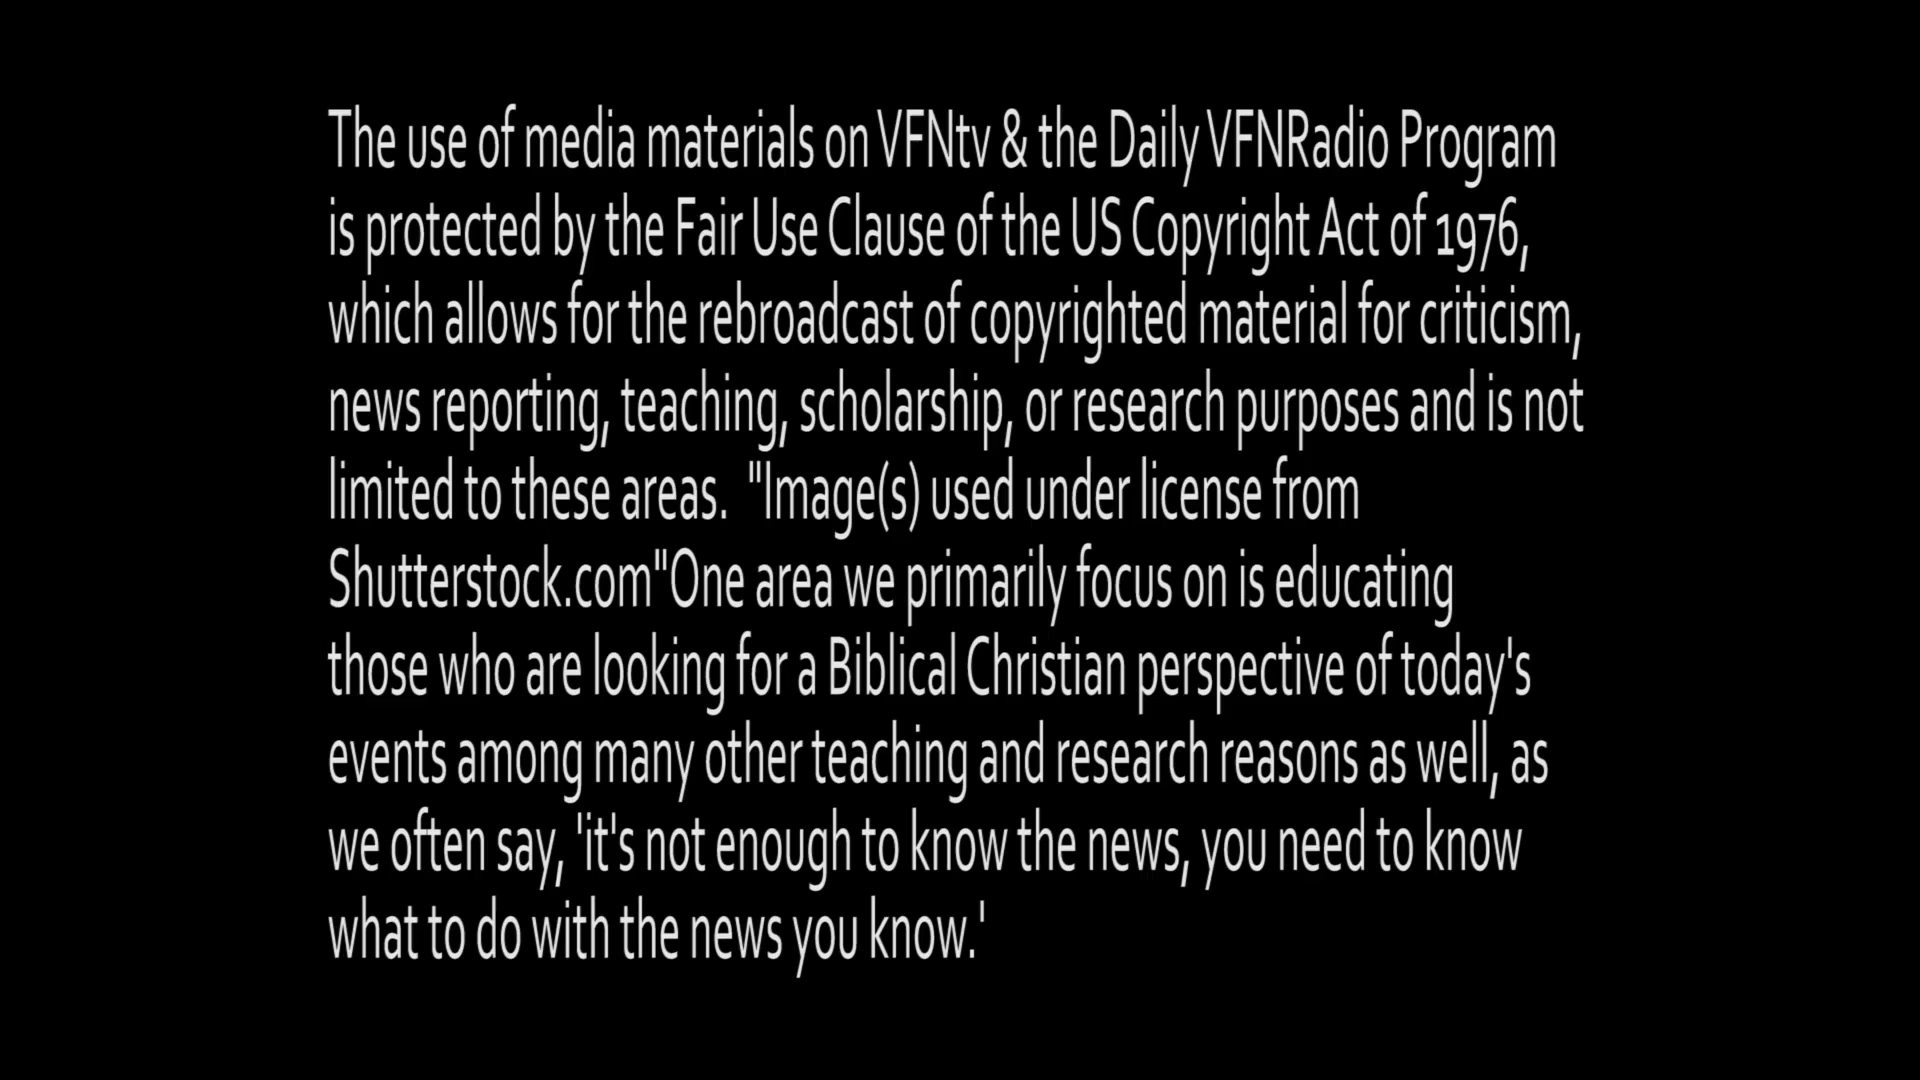 The use of media materials on VFNtv & the Daily VFNRadio Program
is protected by the Fair Use Clause of the US Copyright Act of 1976,
which allows for the rebroadcast of copyrighted material for criticism,
news reporting, teaching, scholarship, or research purposes and is not
limited to these areas.  "Image(s) used under license from
Shutterstock.com"One area we primarily focus on is educating
those who are looking for a Biblical Christian perspective of today's
events among many other teaching and research reasons as well, as
we often say, 'it's not enough to know the news, you need to know
what to do with the news you know.'